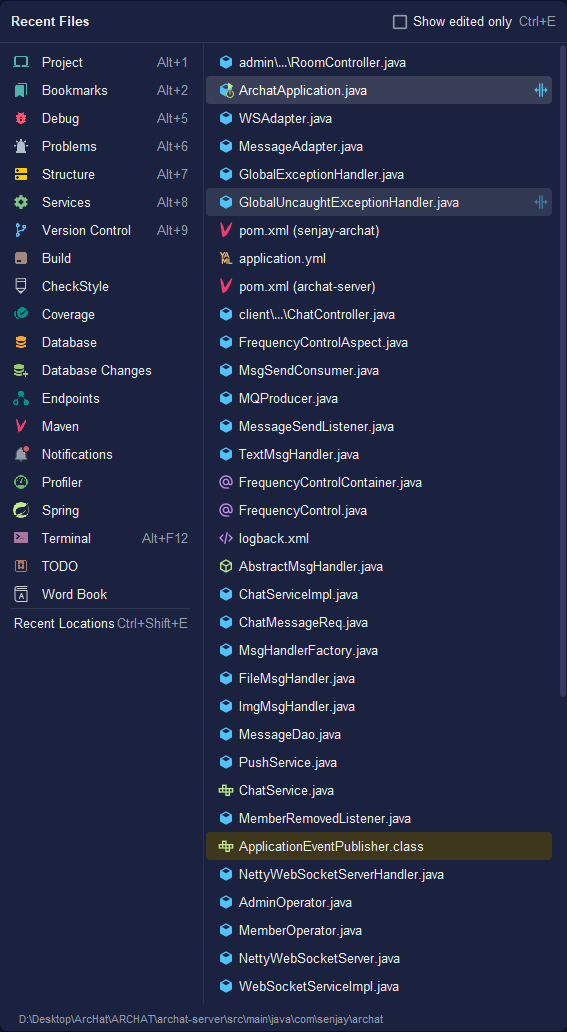 Recent Files
Show edited only Ctrl+E
Project Alt+1
Bookmarks Alt+2
Debug Alt+5
Problems Alt+6
Structure Alt+7
Services Alt+8
Version Control Alt+9
Build
CheckStyle
Coverage
Database
Database Changes
Endpoints
Maven
Notifications
Profiler
Spring
Terminal Alt+F12
TODO
Word Book
Recent Locations Ctrl+Shift+E
admin\...\RoomController.java
ArchatApplication.java
WSAdapter.java
MessageAdapter.java
GlobalExceptionHandler.java
GlobalUncaughtExceptionHandler.java
pom.xml (senjay-archat)
YAML
application.yml
pom.xml (archat-server)
client\...\ChatController.java
FrequencyControlAspect.java
MsgSendConsumer.java
MQProducer.java
MessageSendListener.java
TextMsgHandler.java
FrequencyControlContainer.java
FrequencyControl.java
logback.xml
AbstractMsgHandler.java
ChatServiceImpl.java
ChatMessageReq.java
MsgHandlerFactory.java
FileMsgHandler.java
ImgMsgHandler.java
MessageDao.java
PushService.java
ChatService.java
MemberRemovedListener.java
ApplicationEventPublisher.class
NettyWebSocketServerHandler.java
AdminOperator.java
MemberOperator.java
NettyWebSocketServer.java
WebSocketServiceImpl.java
D:\Desktop\ArcHat\ARCHAT\archat-server\src\main\java\com\senjay\archat